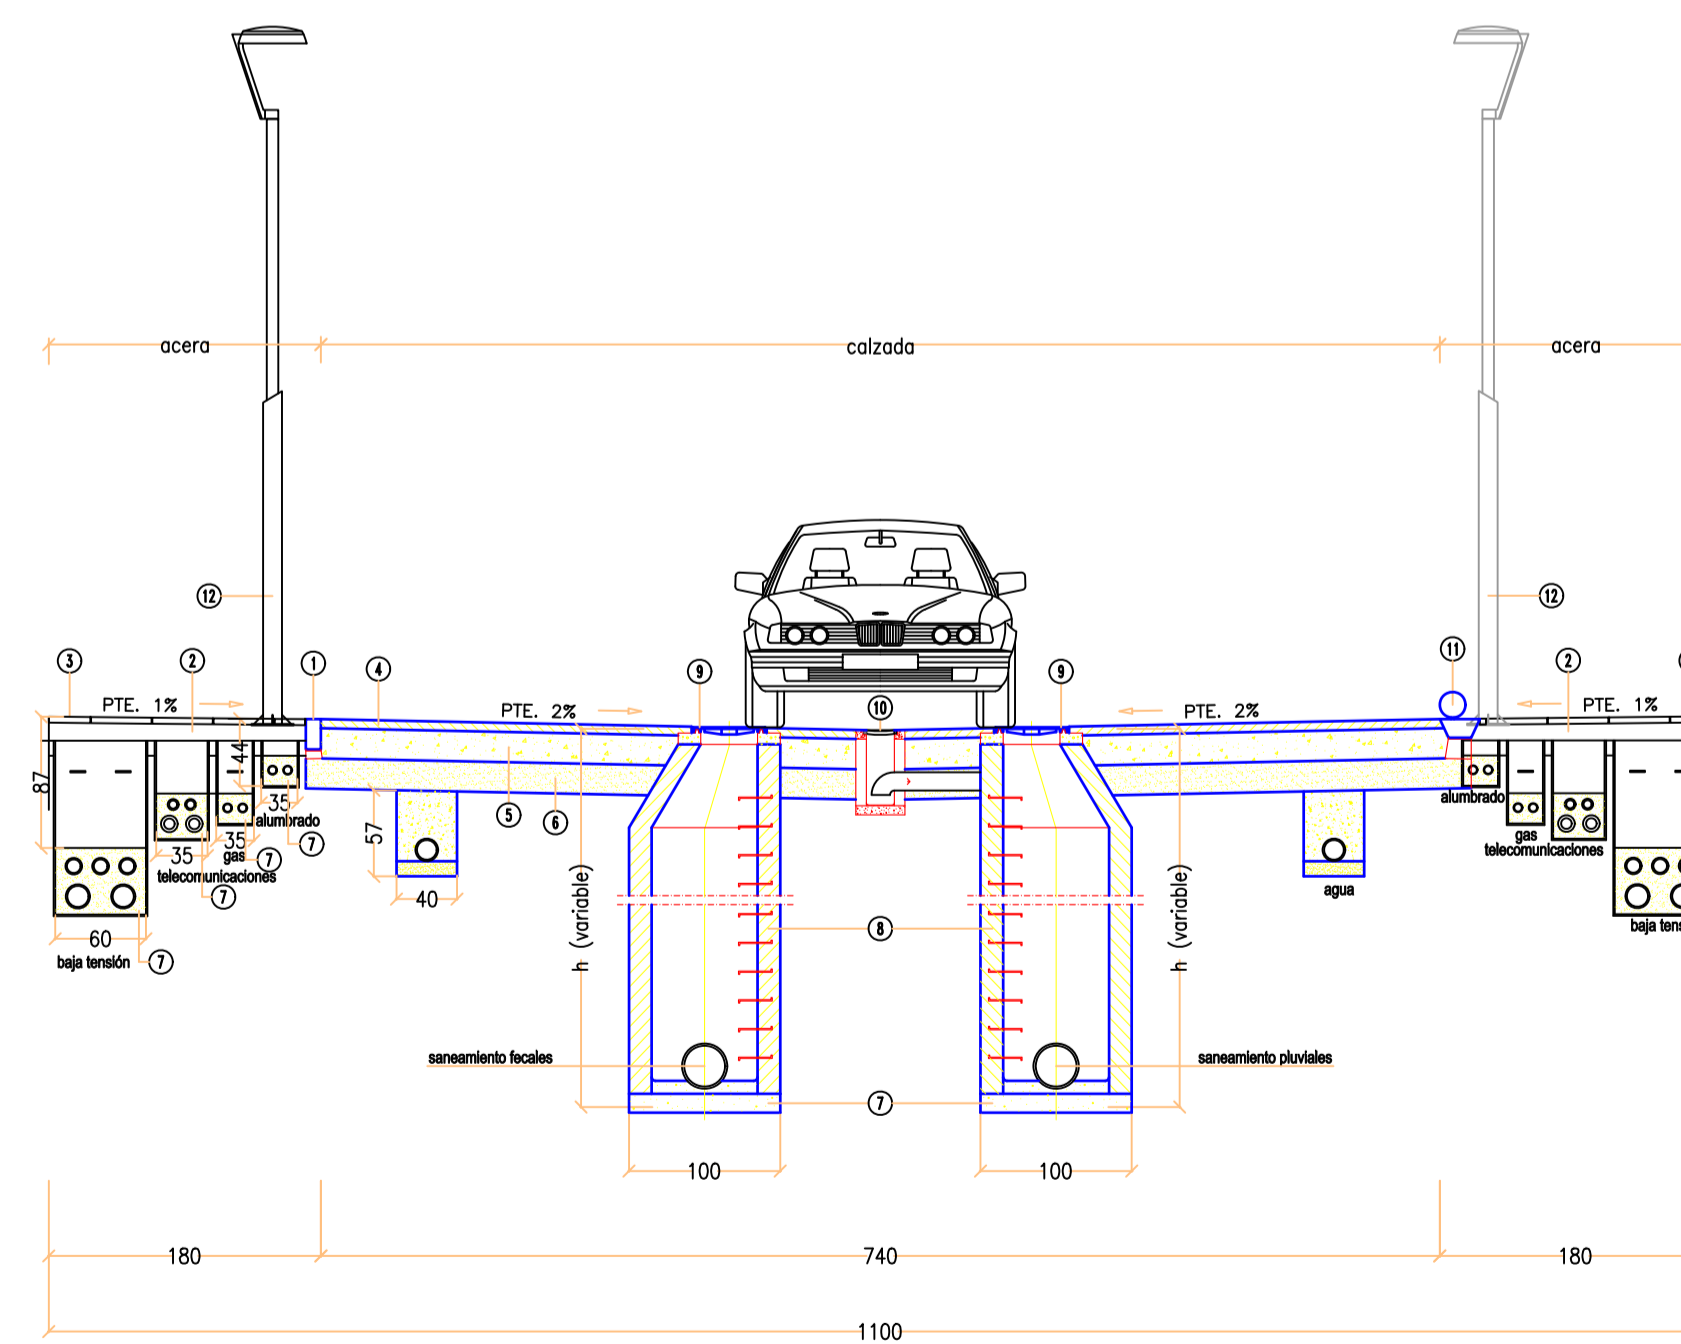 acera
calzada
acera
12
12
3
2
1
4
9
9
10
11
2
PTE. 1%
PTE. 2%
PTE. 2%
PTE. 1%
87
44
35
alumbrado
7
35
gas
7
35
telecomunicaciones
7
60
baja tensión
7
57
40
5
6
h (variable)
h (variable)
8
alumbrado
gas
telecomunicaciones
agua
baja tens
saneamiento fecales
saneamiento pluviales
7
100
100
180
740
180
1100